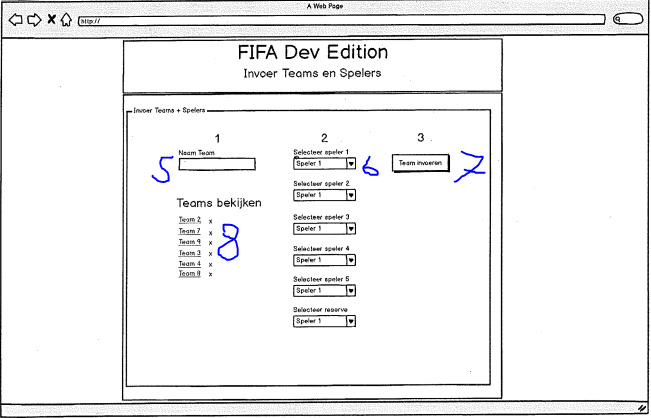 A Web Page
http://
FIFA Dev Edition
Invoer Teams en Spelers
Invoer Teams + Spelers
1
2
3
Naam Team
Selecteer speler 1
5
Speler 1
6
Team invoeren
7
Selecteer speler 2
Speler 1
Teams bekijken
Team 2 x
Team 7 x
Team 9 x
Team 3 x
Team 4 x
Team 8 x
8
Selecteer speler 3
Speler 1
Selecteer speler 4
Speler 1
Selecteer speler 5
Speler 1
Selecteer reserve
Speler 1